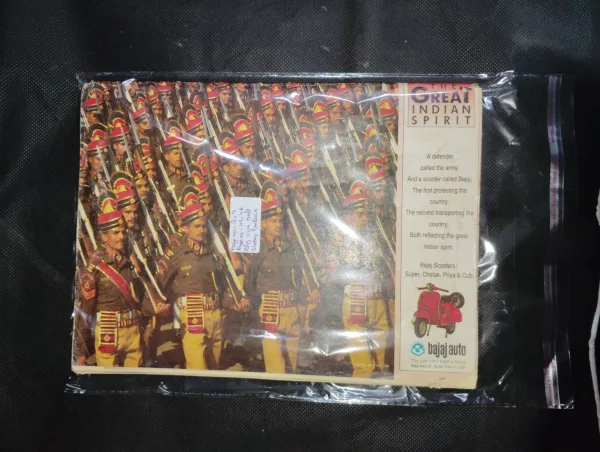 THE
GREAT
INDIAN
SPIRIT
A defender
called the army.
And a scooter called Bajaj.
The first protecting the
country,
The second transporting the
country.
Both reflecting the great
Indian spirit.
Bajaj Scooters:
Super, Chetak, Priya & Cub.
bajaj auto